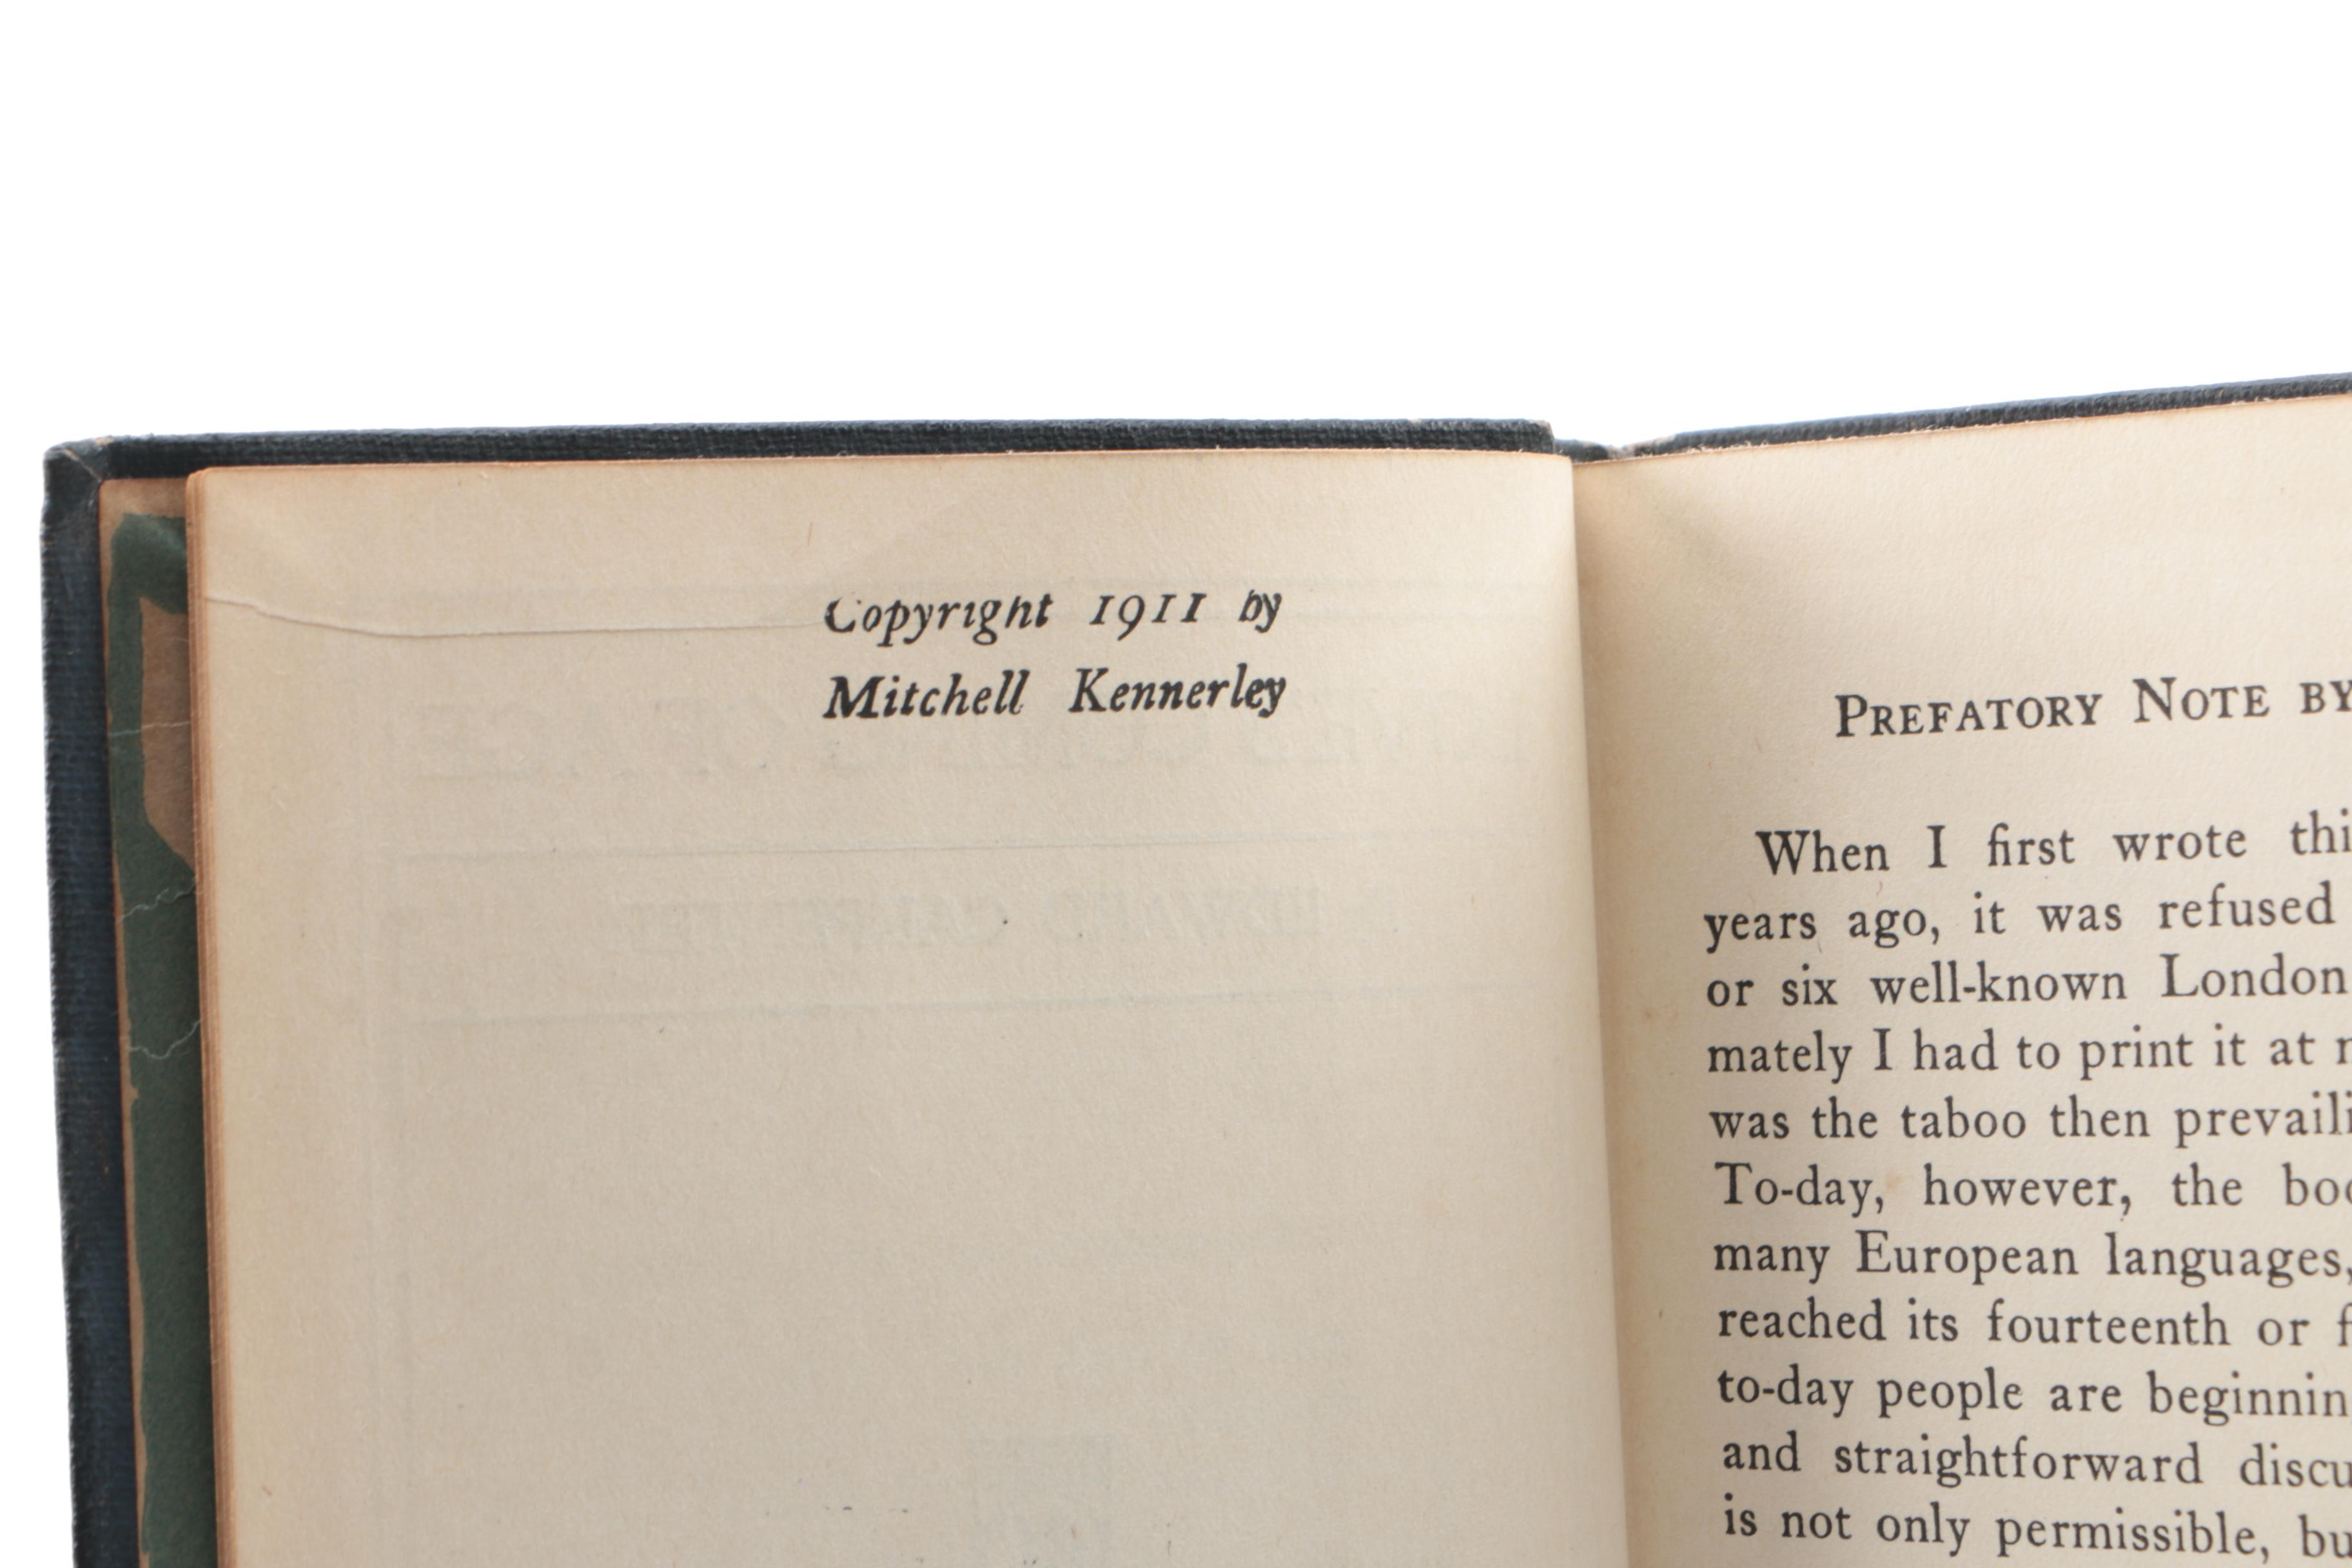 Copyright 1911 by
Mitchell Kennerley
PREFATORY NOTE BY
When I first wrote
years ago, it was refused
or six well-known London
mately I had to print it at
was the taboo then
To-day, however, the
many European languages,
reached its fourteenth or
to-day people are
and straightforward
is not only permissible,